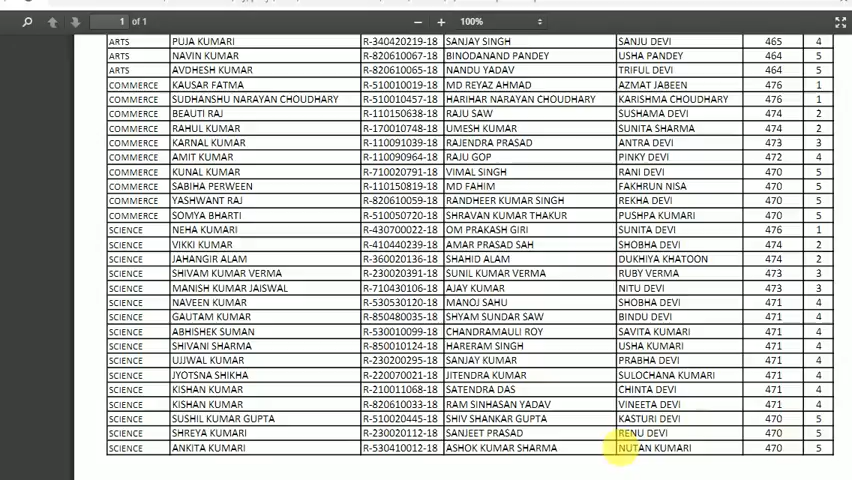 1 of 1 100%
ARTS PUJA KUMARI R-340420219-18 SANJAY SINGH SANJU DEVI 465 4
ARTS NAVIN KUMAR R-820610067-18 BINODANAND PANDEY USHA PANDEY 464 5
ARTS AVDHESH KUMAR R-820610065-18 NANDU YADAV TRIFUL DEVI 464 5
COMMERCE KAUSAR FATMA R-510010019-18 MD REYAZ AHMAD AZMAT JABEEN 476 1
COMMERCE SUDHANSHU NARAYAN CHOUDHARY R-510010457-18 HARIHAR NARAYAN CHOUDHARY KARISHMA CHOUDHARY 476 1
COMMERCE BEAUTI RAJ R-110150638-18 RAJU SAW SUSHAMA DEVI 474 2
COMMERCE RAHUL KUMAR R-170010748-18 UMESH KUMAR SUNITA SHARMA 474 2
COMMERCE KARNAL KUMAR R-110091039-18 RAJENDRA PRASAD ANTRA DEVI 473 3
COMMERCE AMIT KUMAR R-110090964-18 RAJU GOP PINKY DEVI 472 4
COMMERCE KUNAL KUMAR R-710020791-18 VIMAL SINGH RANI DEVI 470 5
COMMERCE SABIHA PERWEEN R-110150819-18 MD FAHIM FAKHRUN NISA 470 5
COMMERCE YASHWANT RAJ R-820610059-18 RANDHEER KUMAR SINGH REKHA DEVI 470 5
COMMERCE SOMYA BHARTI R-510050720-18 SHRAVAN KUMAR THAKUR PUSHPA KUMARI 470 5
SCIENCE NEHA KUMARI R-430700022-18 OM PRAKASH GIRI SUNITA DEVI 476 1
SCIENCE VIKKI KUMAR R-410440239-18 AMAR PRASAD SAH SHOBHA DEVI 474 2
SCIENCE JAHANGIR ALAM R-360020136-18 SHAHID ALAM DUKHIYA KHATOON 474 2
SCIENCE SHIVAM KUMAR VERMA R-230020391-18 SUNIL KUMAR VERMA RUBY VERMA 473 3
SCIENCE MANISH KUMAR JAISWAL R-710430106-18 AJAY KUMAR NITU DEVI 473 3
SCIENCE NAVEEN KUMAR R-530530120-18 MANOJ SAHU SHOBHA DEVI 471 4
SCIENCE GAUTAM KUMAR R-850480035-18 SHYAM SUNDAR SAW BINDU DEVI 471 4
SCIENCE ABHISHEK SUMAN R-530010099-18 CHANDRAMAULI ROY SAVITA KUMARI 471 4
SCIENCE SHIVANI SHARMA R-850010124-18 HARERAM SINGH USHA KUMARI 471 4
SCIENCE UJJWAL KUMAR R-230200295-18 SANJAY KUMAR PRABHA DEVI 471 4
SCIENCE JYOTSNA SHIKHA R-220070021-18 JITENDRA KUMAR SULOCHANA KUMARI 471 4
SCIENCE KISHAN KUMAR R-210011068-18 SATENDRA DAS CHINTA DEVI 471 4
SCIENCE KISHAN KUMAR R-820610033-18 RAM SINHASAN YADAV VINEETA DEVI 471 4
SCIENCE SUSHIL KUMAR GUPTA R-510020445-18 SHIV SHANKAR GUPTA KASTURI DEVI 470 5
SCIENCE SHREYA KUMARI R-230020112-18 SANJEET PRASAD RENU DEVI 470 5
SCIENCE ANKITA KUMARI R-530410012-18 ASHOK KUMAR SHARMA NUTAN KUMARI 470 5